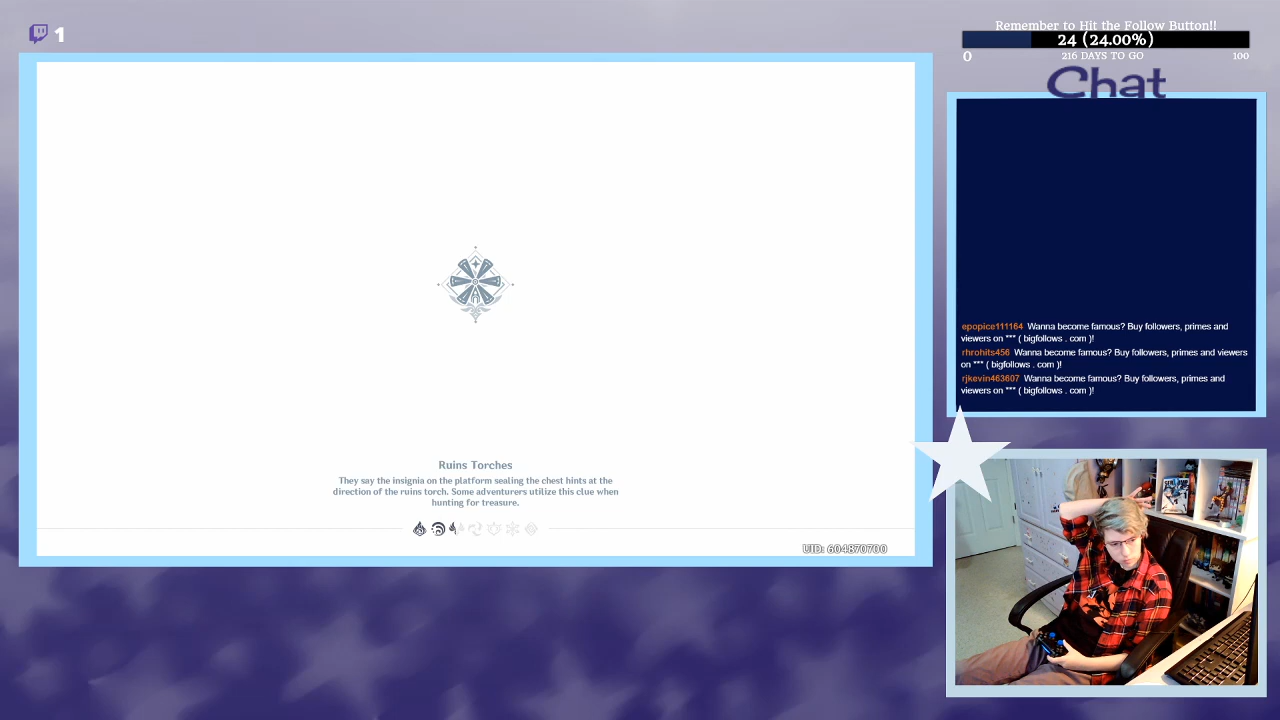 1
Remember to Hit the Follow Button!!
24 (24.00%)
0 216 DAYS TO GO 100
Chat
epopice111164 Wanna become famous? Buy followers, primes and
viewers on *** ( bigfollows . com )!
rhrohits456 Wanna become famous? Buy followers, primes and viewers
on *** ( bigfollows . com )!
rjkevin463607 Wanna become famous? Buy followers, primes and
viewers on *** ( bigfollows . com )!
Ruins Torches
They say the insignia on the platform sealing the chest hints at the
direction of the ruins torch. Some adventurers utilize this clue when
hunting for treasure.
UID: 604870700